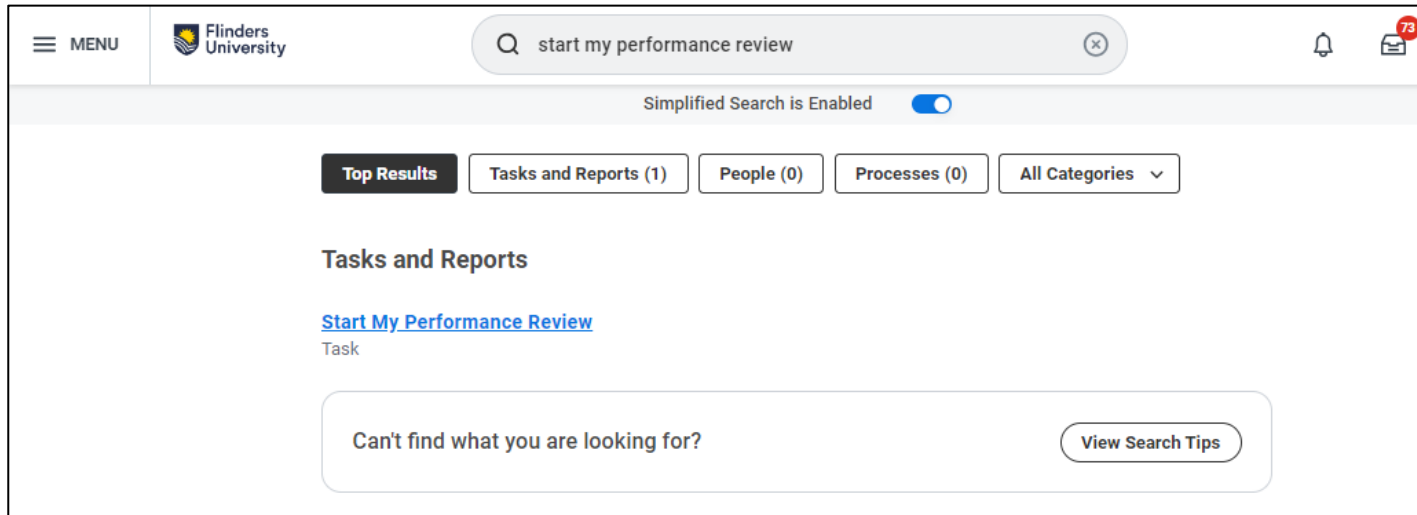 MENU
Flinders
University
start my performance review
73
Simplified Search is Enabled
Top Results
Tasks and Reports (1)
People (0)
Processes (0)
All Categories
Tasks and Reports
Start My Performance Review
Task
Can't find what you are looking for?
View Search Tips